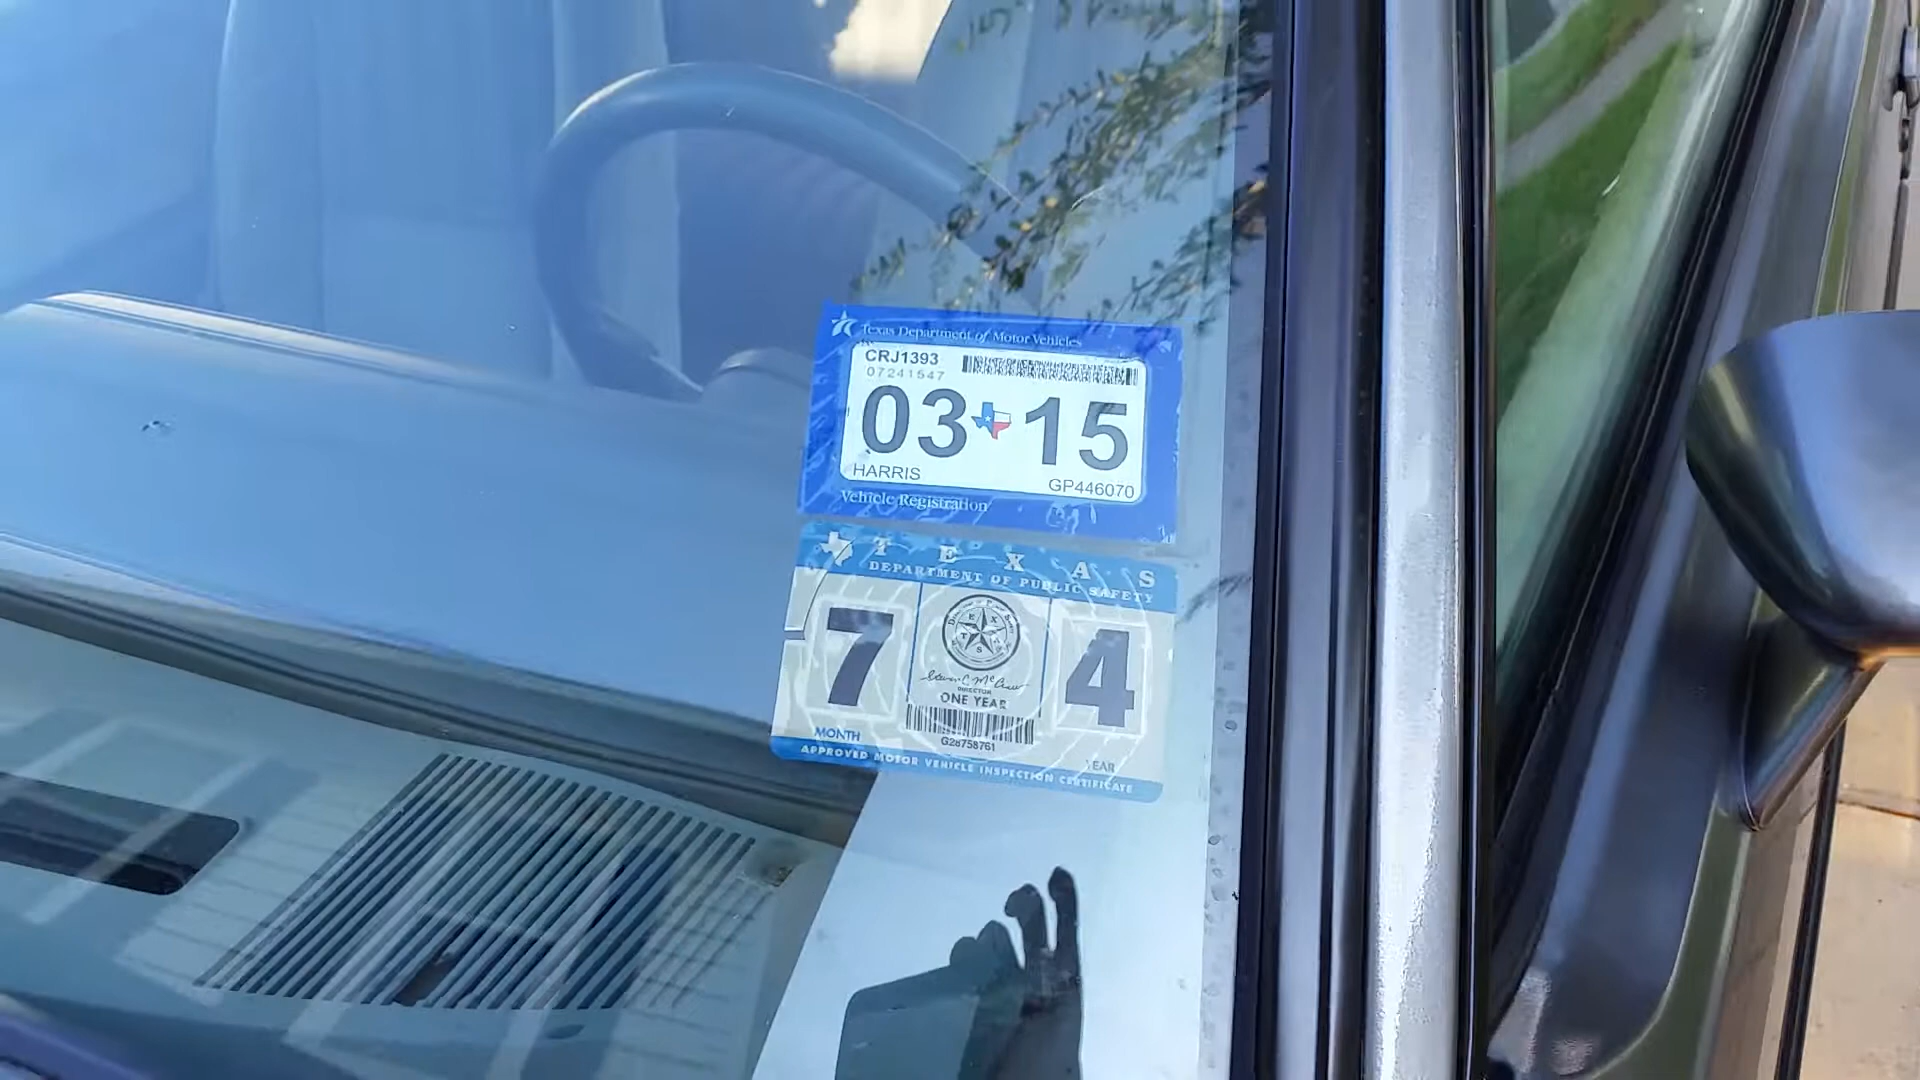 Texas Department of Motor Vehicles
CRJ1393
07241547
03 15
HARRIS GP446070
Vehicle Registration
TEXAS
DEPARTMENT OF PUBLIC SAFETY
7 4
DIRECTOR
ONE YEAR
MONTH G28758761 YEAR
APPROVED MOTOR VEHICLE INSPECTION CERTIFICATE